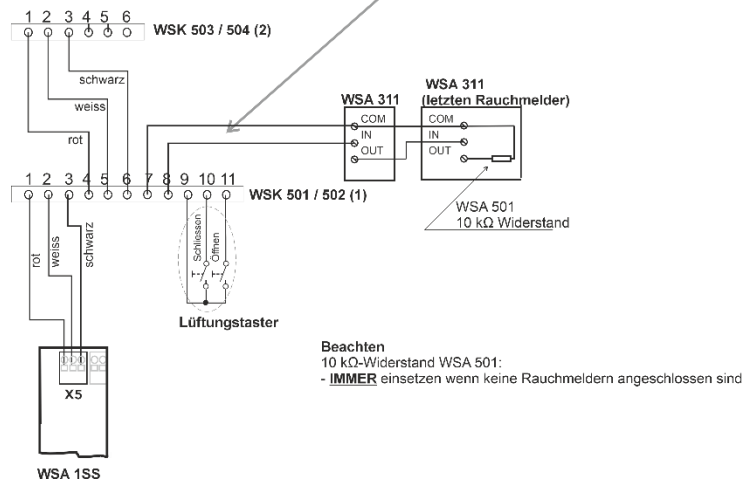 1 2 3 4 5 6
WSK 503 / 504 (2)
schwarz
weiss
rot
WSA 311
COM
IN
OUT
WSA 311
(letzten Rauchmelder)
COM
IN
OUT
WSA 501
10 kΩ Widerstand
1 2 3 4 5 6 7 8 9 10 11
WSK 501 / 502 (1)
rot
weiss
schwarz
Schliessen
Öffnen
Lüftungstaster
X5
WSA 1SS
Beachten
10 kΩ-Widerstand WSA 501:
- IMMER einsetzen wenn keine Rauchmeldern angeschlossen sind